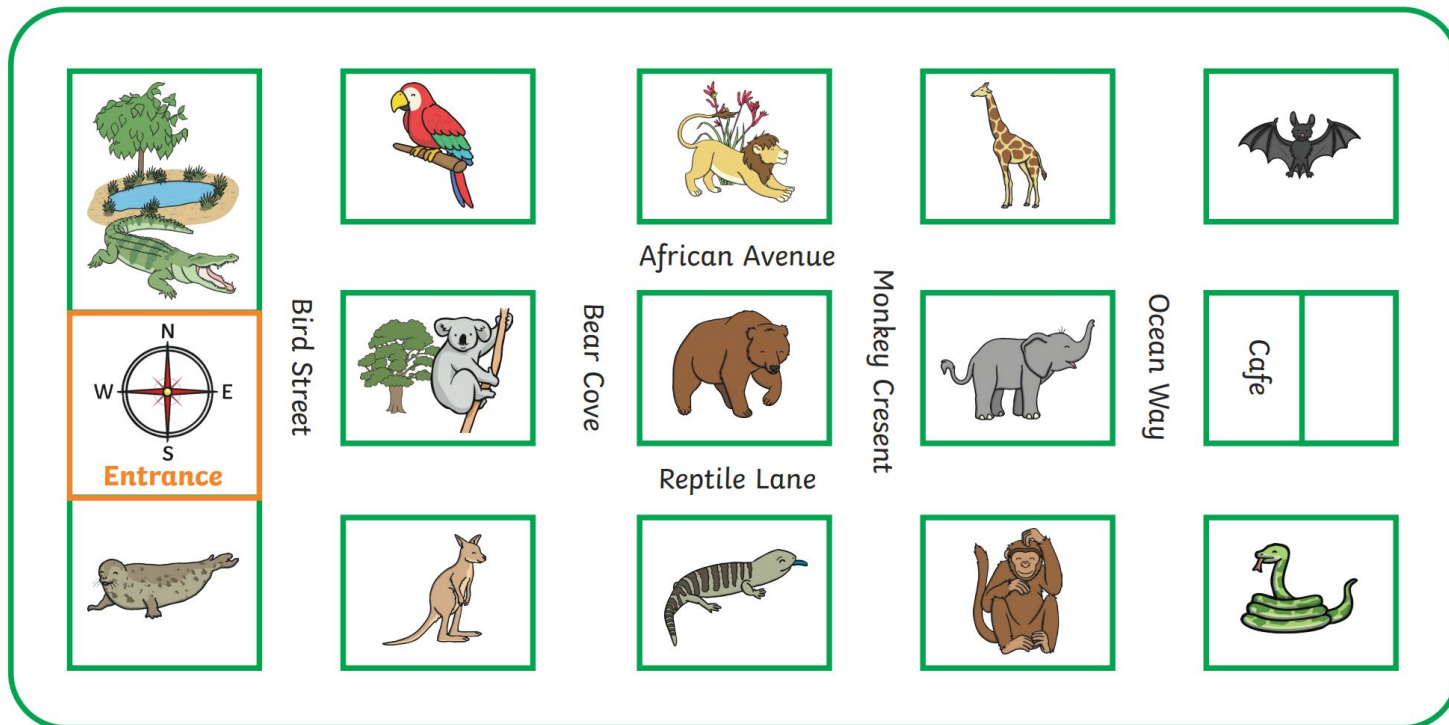 African Avenue
Bird Street
Bear Cove
Monkey Cresent
Ocean Way
Cafe
N
W E
S
Entrance
Reptile Lane